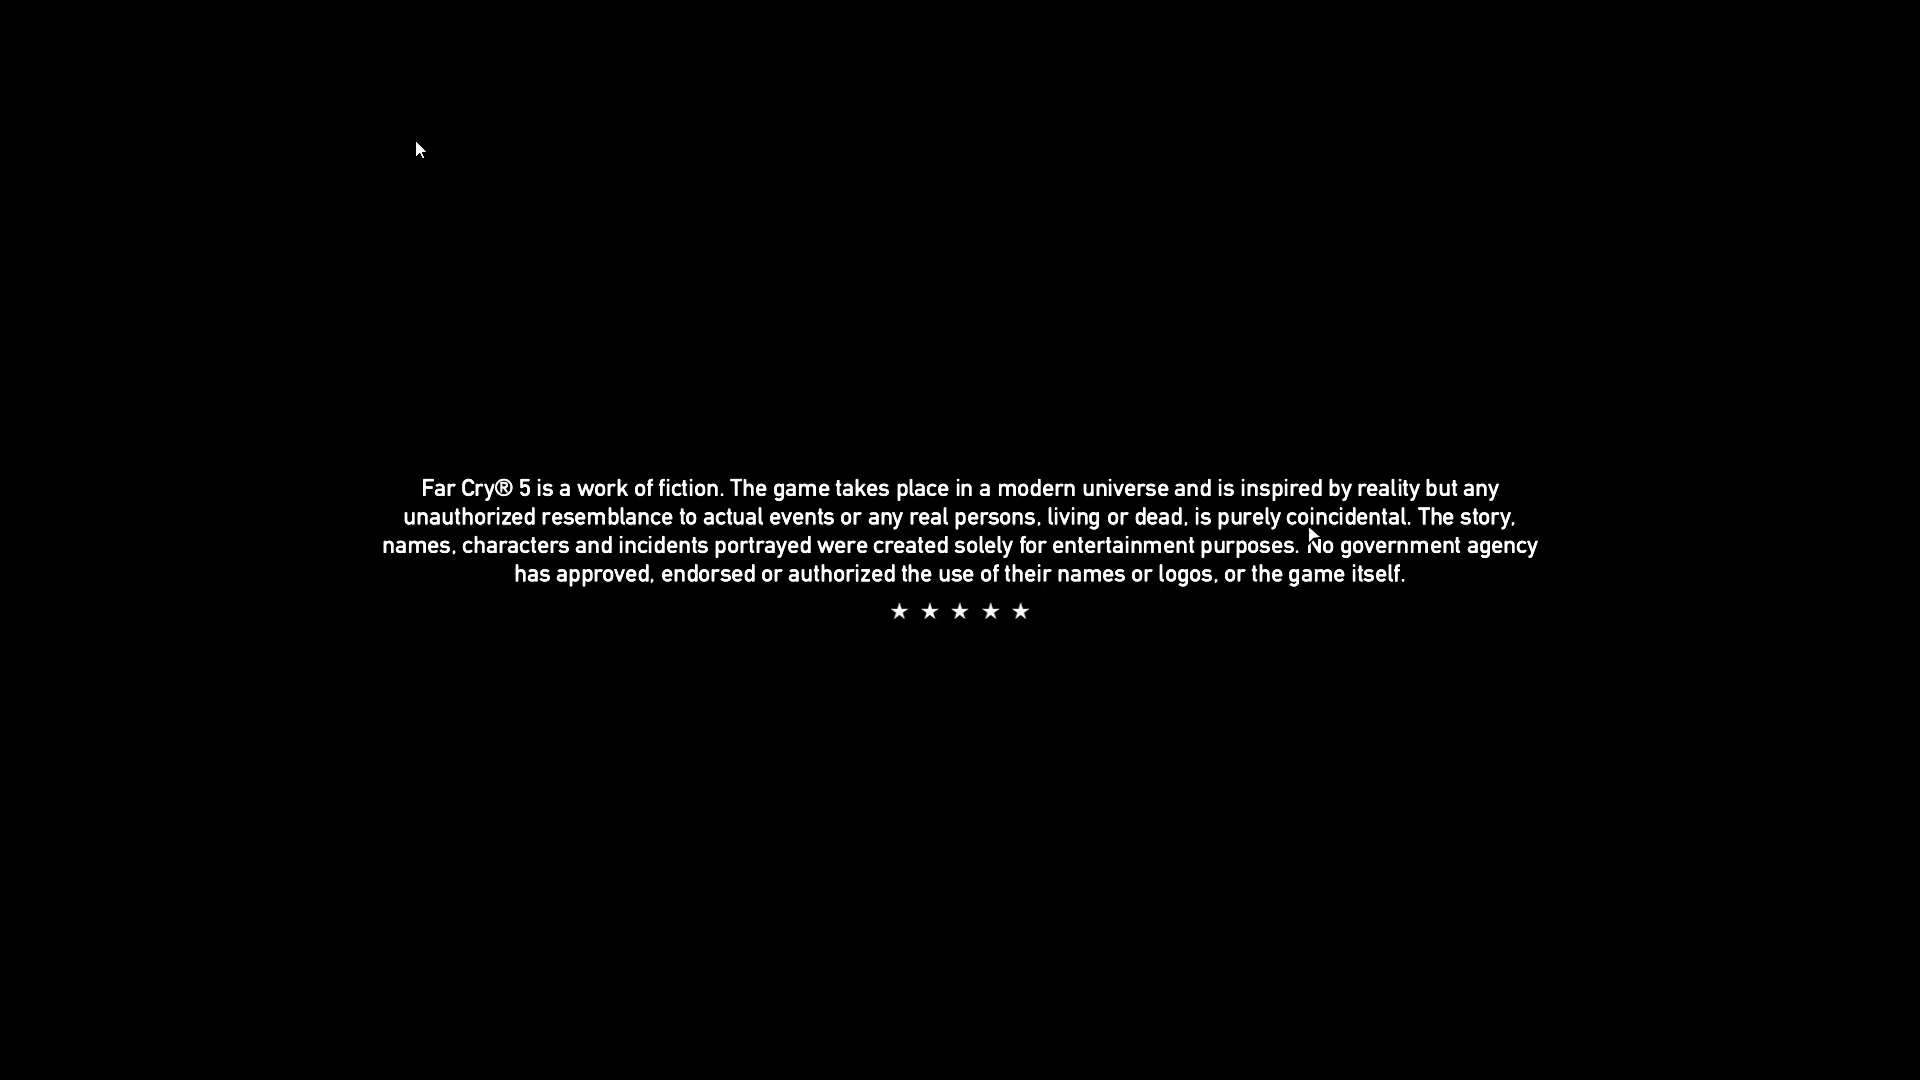 Far Cry® 5 is a work of fiction. The game takes place in a modern universe and is inspired by reality but any
unauthorized resemblance to actual events or any real persons, living or dead, is purely coincidental. The story,
names, characters and incidents portrayed were created solely for entertainment purposes. No government agency
has approved, endorsed or authorized the use of their names or logos, or the game itself.
★ ★ ★ ★ ★